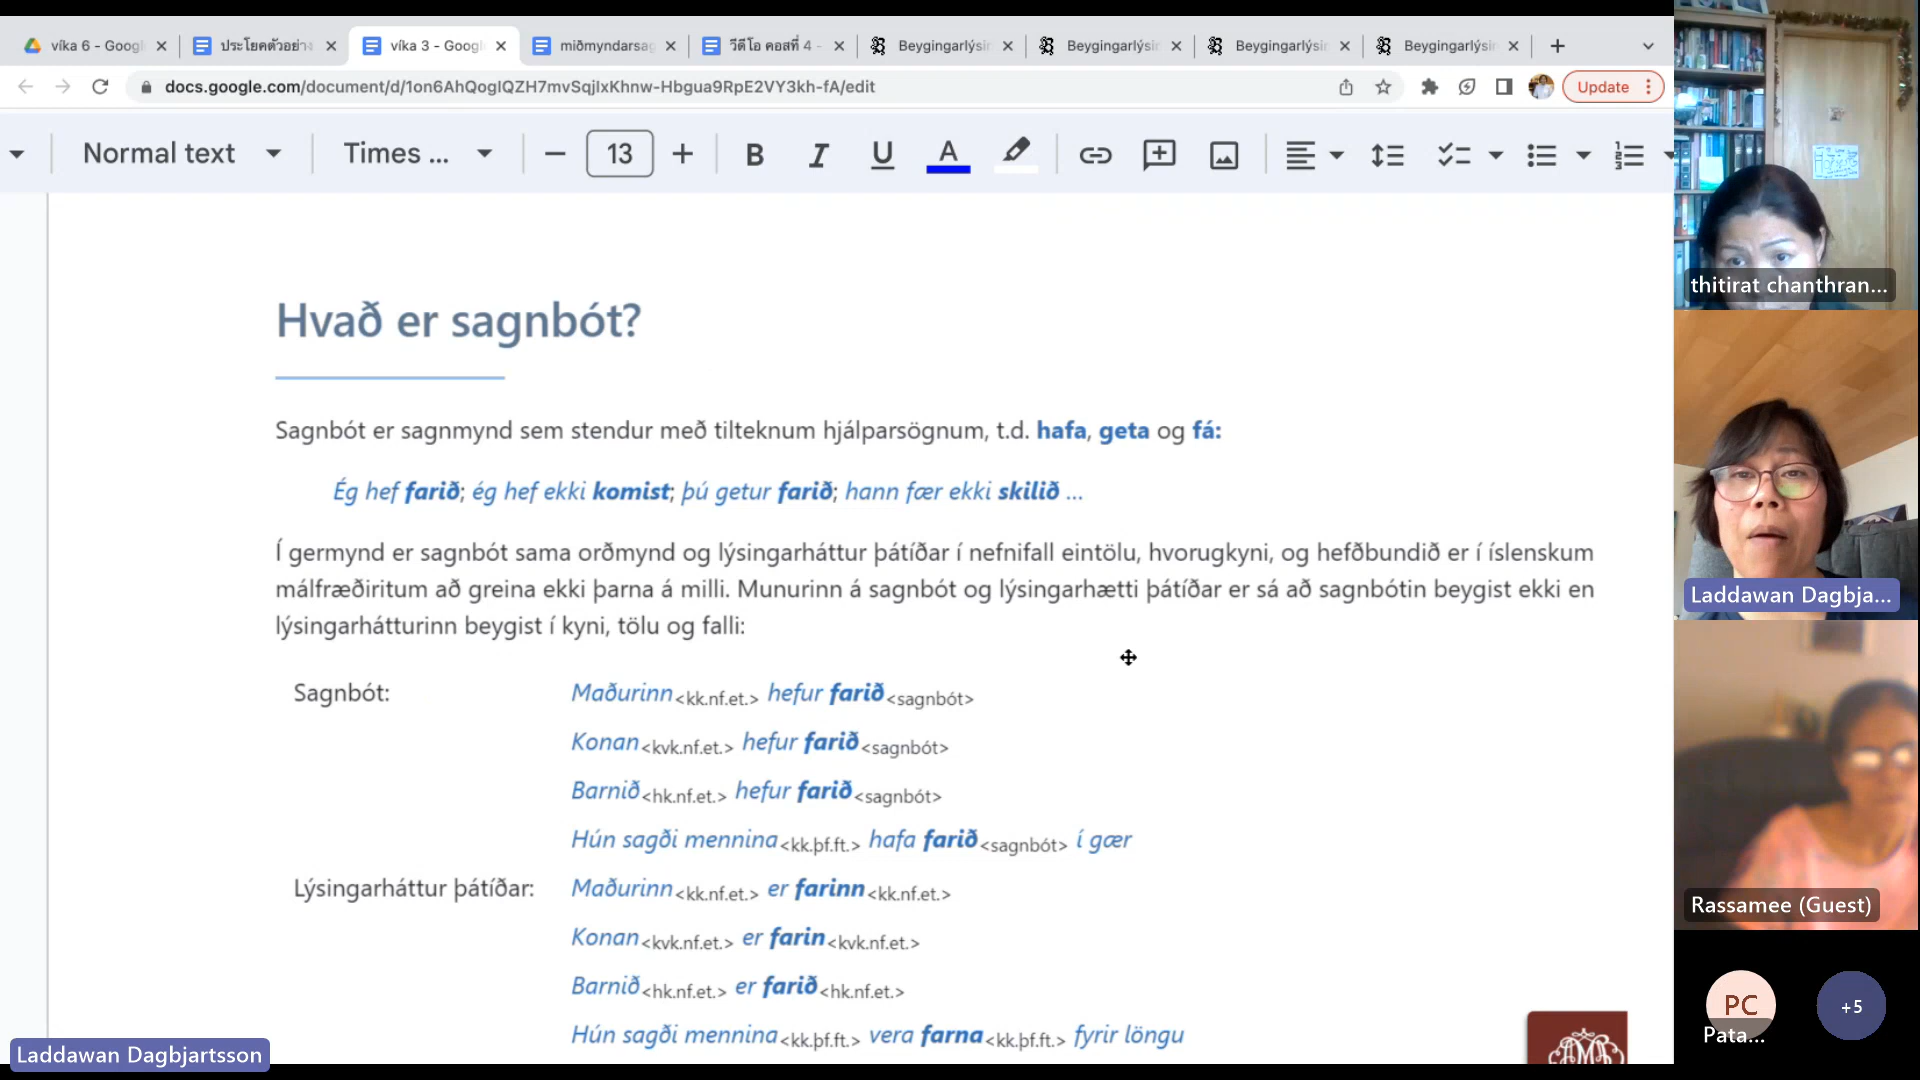 víka 6 - Googl
ประโยคตัวอย่าง
víka 3 - Googl
miðmyndarsag
วีดีโอ คอสที่ 4 -
Beygingarlýsin
Beygingarlýsin
Beygingarlýsin
Beygingarlýsin
docs.google.com/document/d/1on6AhQogIQZH7mvSqjlxKhnw-Hbgua9RpE2VY3kh-fA/edit
Update
Normal text
Times ...
13
B I U A
Hvað er sagnbót?
Sagnbót er sagnmynd sem stendur með tilteknum hjálparsögnum, t.d. hafa, geta og fá:
Ég hef farið; ég hef ekki komist; þú getur farið; hann fær ekki skilið ...
Í germynd er sagnbót sama orðmynd og lýsingarháttur þátíðar í nefnifall eintölu, hvorugkyni, og hefðbundið er í íslenskum
málfræðiritum að greina ekki þarna á milli. Munurinn á sagnbót og lýsingarhætti þátíðar er sá að sagnbótin beygist ekki en
lýsingarhátturinn beygist í kyni, tölu og falli:
Sagnbót: Maðurinn<kk.nf.et.> hefur farið<sagnbót>
Konan<kvk.nf.et.> hefur farið<sagnbót>
Barnið<hk.nf.et.> hefur farið<sagnbót>
Hún sagði mennina<kk.þf.ft.> hafa farið<sagnbót> í gær
Lýsingarháttur þátíðar: Maðurinn<kk.nf.et.> er farinn<kk.nf.et.>
Konan<kvk.nf.et.> er farin<kvk.nf.et.>
Barnið<hk.nf.et.> er farið<hk.nf.et.>
Hún sagði mennina<kk.þf.ft.> vera farna<kk.þf.ft.> fyrir löngu
Laddawan Dagbjartsson
thitirat chanthran...
Laddawan Dagbja...
Rassamee (Guest)
PC
Pata...
+5